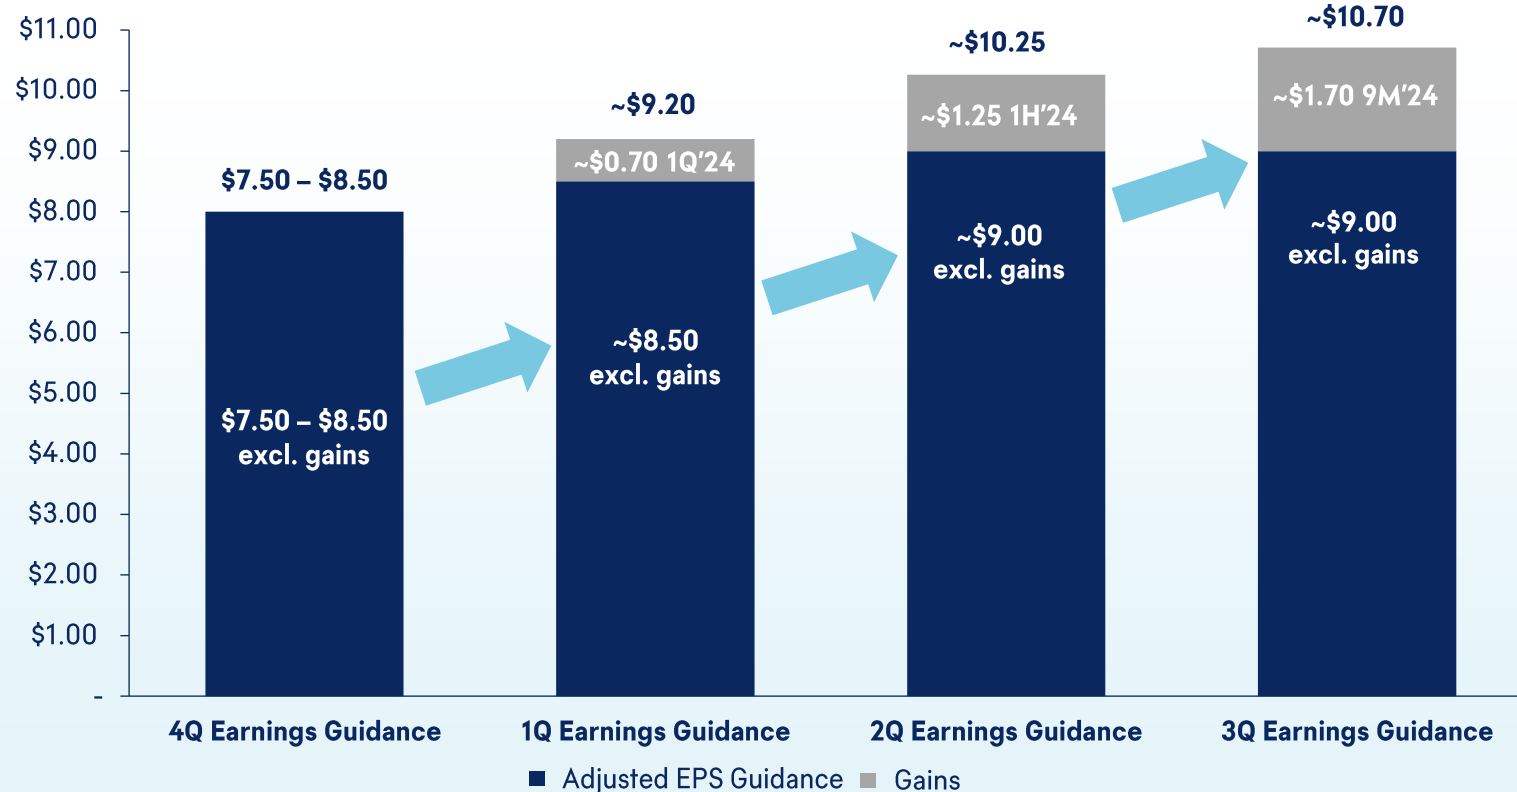 $11.00
$10.00
$9.00
$8.00
$7.00
$6.00
$5.00
$4.00
$3.00
$2.00
$1.00
-
$7.50 – $8.50
$7.50 – $8.50
excl. gains
~$9.20
~$0.70 1Q’24
~$8.50
excl. gains
~$10.25
~$1.25 1H’24
~$9.00
excl. gains
~$10.70
~$1.70 9M’24
~$9.00
excl. gains
4Q Earnings Guidance
1Q Earnings Guidance
2Q Earnings Guidance
3Q Earnings Guidance
Adjusted EPS Guidance
Gains